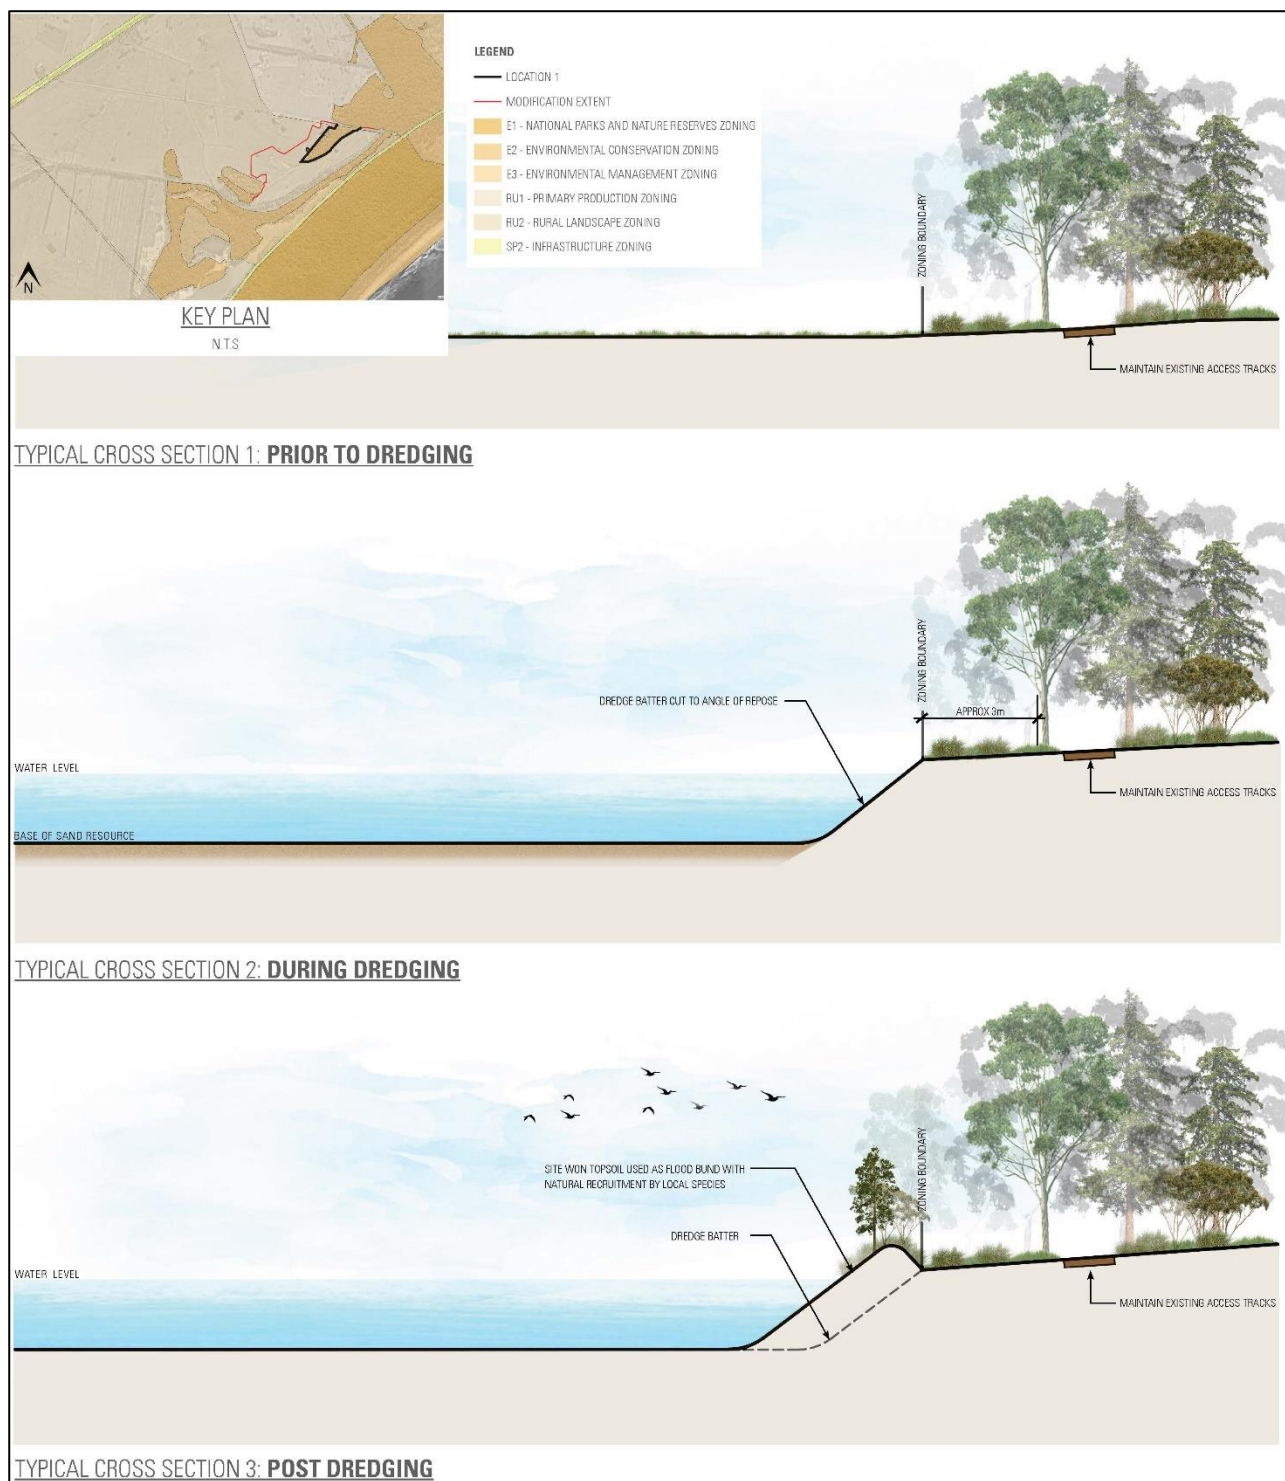 LEGEND
LOCATION 1
MODIFICATION EXTENT
E1 - NATIONAL PARKS AND NATURE RESERVES ZONING
E2 - ENVIRONMENTAL CONSERVATION ZONING
E3 - ENVIRONMENTAL MANAGEMENT ZONING
RU1 - PRIMARY PRODUCTION ZONING
RU2 - RURAL LANDSCAPE ZONING
SP2 - INFRASTRUCTURE ZONING
N
KEY PLAN
N.T.S
ZONING BOUNDARY
MAINTAIN EXISTING ACCESS TRACKS
TYPICAL CROSS SECTION 1: PRIOR TO DREDGING
ZONING BOUNDARY
DREDGE BATTER CUT TO ANGLE OF REPOSE
APPROX 3m
WATER LEVEL
MAINTAIN EXISTING ACCESS TRACKS
BASE OF SAND RESOURCE
TYPICAL CROSS SECTION 2: DURING DREDGING
ZONING BOUNDARY
SITE WON TOPSOIL USED AS FLOOD BUND WITH
NATURAL RECRUITMENT BY LOCAL SPECIES
DREDGE BATTER
WATER LEVEL
MAINTAIN EXISTING ACCESS TRACKS
TYPICAL CROSS SECTION 3: POST DREDGING